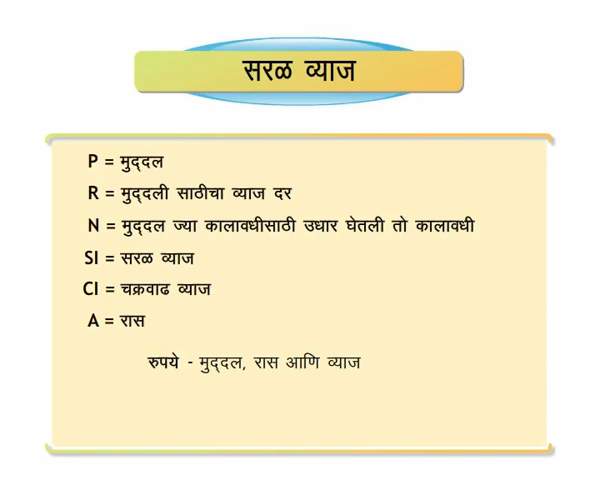 सरळ व्याज
P = मुद्दल
R = मुद्दली साठीचा व्याज दर
N = मुद्दल ज्या कालावधीसाठी उधार घेतली तो कालावधी
SI = सरळ व्याज
CI = चक्रवाढ व्याज
A = रास
रुपये - मुद्दल, रास आणि व्याज